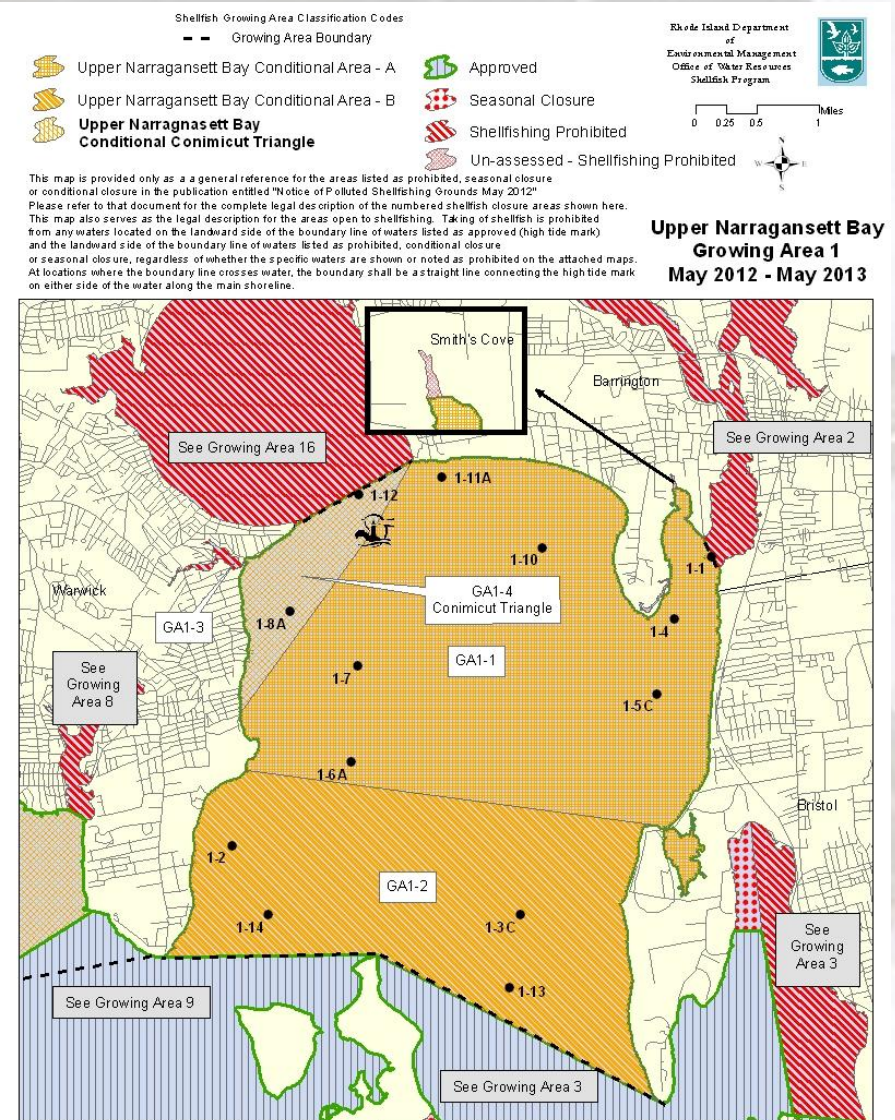 Shellfish Growing Area Classification Codes
Growing Area Boundary
Upper Narragansett Bay Conditional Area - A
Upper Narragansett Bay Conditional Area - B
Upper Narragnasett Bay
Conditional Conimicut Triangle
Approved
Seasonal Closure
Shellfishing Prohibited
Un-assessed - Shellfishing Prohibited
Rhode Island Department
of
Environmental Management
Office of Water Resources
Shellfish Program
Miles
0 0.25 0.5 1
N
W E
S
This map is provided only as a a general reference for the areas listed as prohibited, seasonal closure
or conditional closure in the publication entitled "Notice of Polluted Shellfishing Grounds May 2012"
Please refer to that document for the complete legal description of the numbered shellfish closure areas shown here.
This map also serves as the legal description for the areas open to shellfishing. Taking of shellfish is prohibited
from any waters located on the landward side of the boundary line of waters listed as approved (high tide mark)
and the landward side of the boundary line of waters listed as prohibited, conditional closure
or seasonal closure, regardless of whether the specific waters are shown or noted as prohibited on the attached maps.
At locations where the boundary line crosses water, the boundary shall be a straight line connecting the high tide mark
on either side of the water along the main shoreline.
Upper Narragansett Bay
Growing Area 1
May 2012 - May 2013
Smith's Cove
Barrington
See Growing Area 16
See Growing Area 2
1-11A
1-12
1-10
1-1
Warwick
GA1-4
Conimicut Triangle
1-8A
GA1-3
1-4
GA1-1
See
Growing
Area 8
1-7
1-5C
1-6A
Bristol
1-2
GA1-2
1-14
1-3C
See
Growing
Area 3
1-13
See Growing Area 9
See Growing Area 3